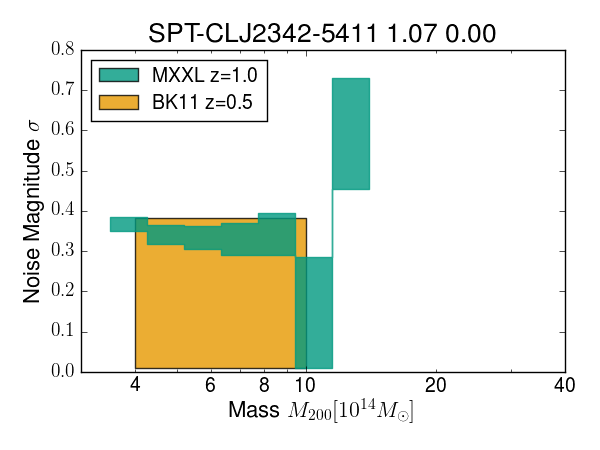 SPT-CLJ2342-5411 1.07 0.00
MXXL z=1.0
BK11 z=0.5
Noise Magnitude σ
0.8
0.7
0.6
0.5
0.4
0.3
0.2
0.1
0.0
4 6 8 10 20 40
Mass M₂₀₀[10¹⁴M☉]